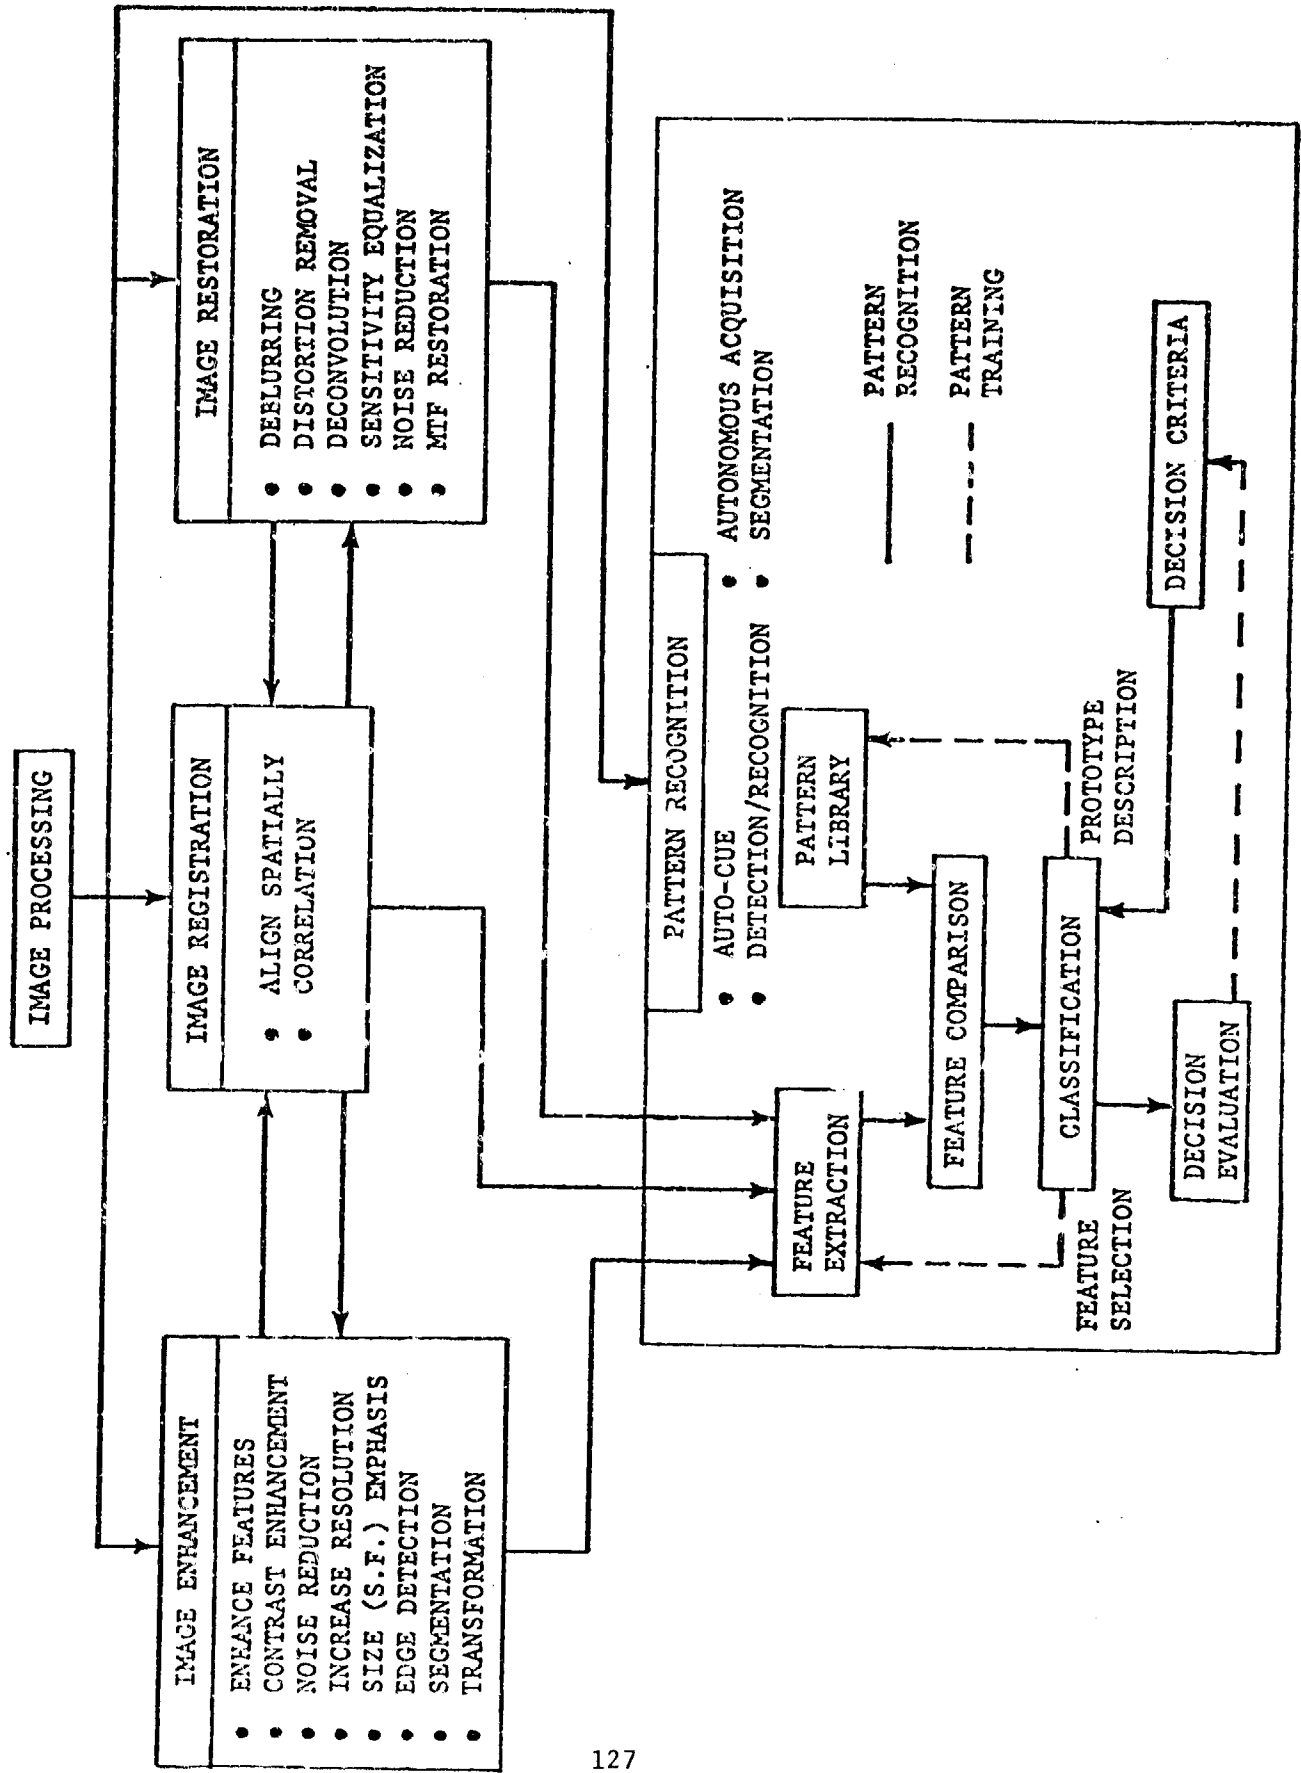 IMAGE PROCESSING
IMAGE ENHANCEMENT
• ENHANCE FEATURES
• CONTRAST ENHANCEMENT
• NOISE REDUCTION
• INCREASE RESOLUTION
• SIZE (S.F.) EMPHASIS
• EDGE DETECTION
• SEGMENTATION
• TRANSFORMATION
IMAGE REGISTRATION
• ALIGN SPATIALLY
• CORRELATION
IMAGE RESTORATION
• DEBLURRING
• DISTORTION REMOVAL
• DECONVOLUTION
• SENSITIVITY EQUALIZATION
• NOISE REDUCTION
• MTF RESTORATION
PATTERN RECOGNITION
• AUTO-CUE
• DETECTION/RECOGNITION
• AUTONOMOUS ACQUISITION
• SEGMENTATION
FEATURE
EXTRACTION
PATTERN
LIBRARY
PATTERN
RECOGNITION
PATTERN
TRAINING
FEATURE COMPARISON
FEATURE
SELECTION
CLASSIFICATION
PROTOTYPE
DESCRIPTION
DECISION CRITERIA
DECISION
EVALUATION
127